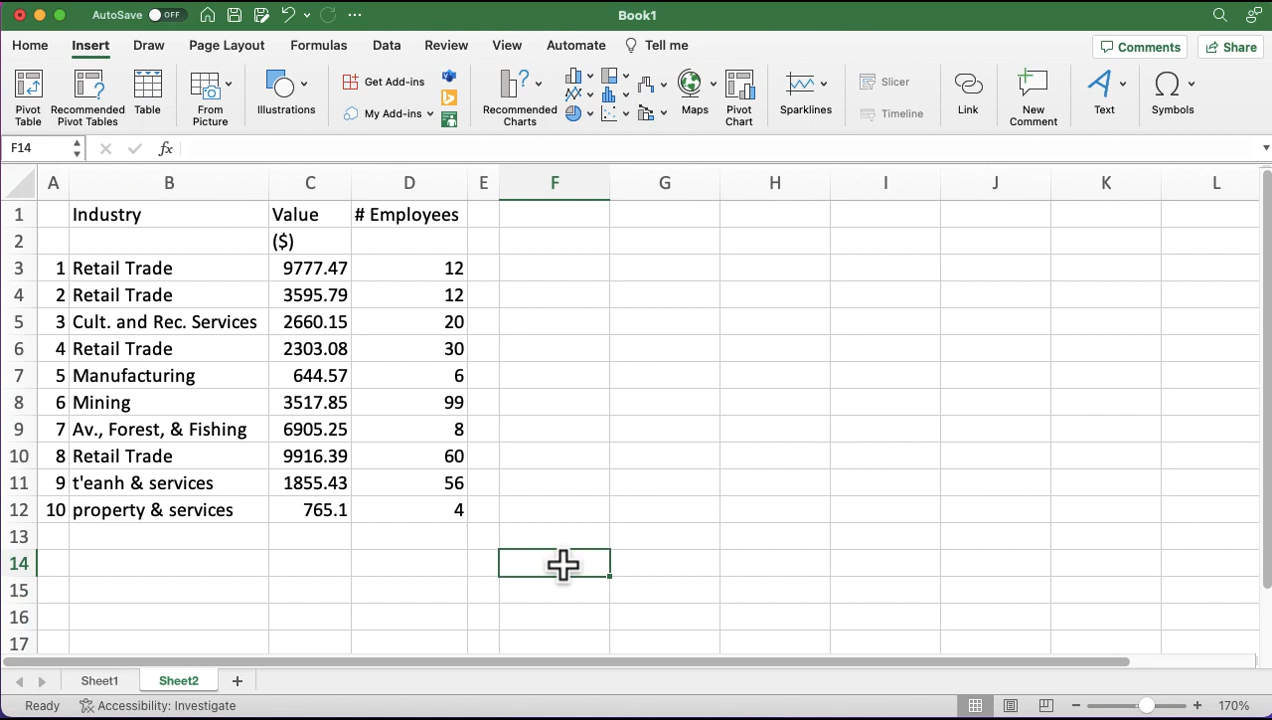 AutoSave OFF Book1
Home Insert Draw Page Layout Formulas Data Review View Automate Tell me Comments Share
Pivot Table
Recommended Pivot Tables
Table
From Picture
Illustrations
Get Add-ins
My Add-ins
Recommended Charts
Maps
Pivot Chart
Sparklines
Slicer
Timeline
Link
New Comment
Text
Symbols
F14 fx
A B C D E F G H I J K L
1 Industry Value # Employees
2 ($)
3 1 Retail Trade 9777.47 12
4 2 Retail Trade 3595.79 12
5 3 Cult. and Rec. Services 2660.15 20
6 4 Retail Trade 2303.08 30
7 5 Manufacturing 644.57 6
8 6 Mining 3517.85 99
9 7 Av., Forest, & Fishing 6905.25 8
10 8 Retail Trade 9916.39 60
11 9 t'eanh & services 1855.43 56
12 10 property & services 765.1 4
13
14
15
16
17
Sheet1 Sheet2 +
Ready Accessibility: Investigate 170%